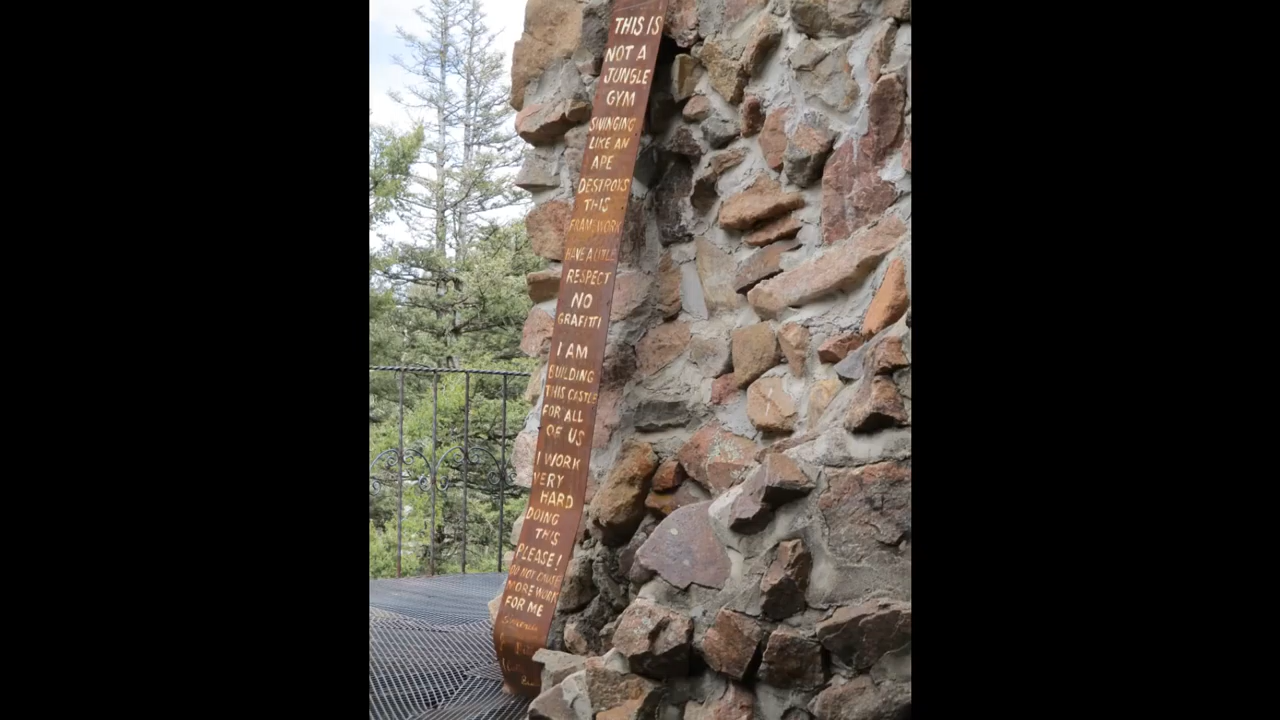 THIS IS
NOT A
JUNGLE
GYM
SWINGING
LIKE AN
APE
DESTROYS
THIS
FRAMEWORK
HAVE A LITTLE
RESPECT
NO
GRAFITTI
I AM
BUILDING
THIS CASTLE
FOR ALL
OF US
I WORK
VERY
HARD
DOING
THIS
PLEASE!
DO NOT CAUSE
MORE WORK
FOR ME